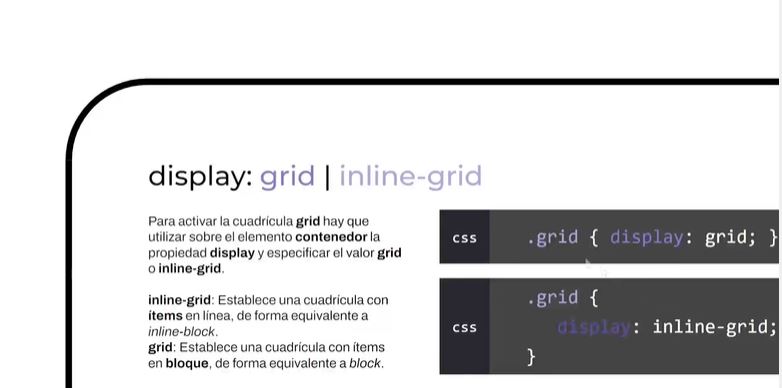 display: grid | inline-grid
Para activar la cuadrícula grid hay que
utilizar sobre el elemento contenedor la
propiedad display y especificar el valor grid
o inline-grid.
inline-grid: Establece una cuadrícula con
ítems en línea, de forma equivalente a
inline-block.
grid: Establece una cuadrícula con ítems
en bloque, de forma equivalente a block.
css
.grid { display: grid; }
css
.grid {
display: inline-grid;
}